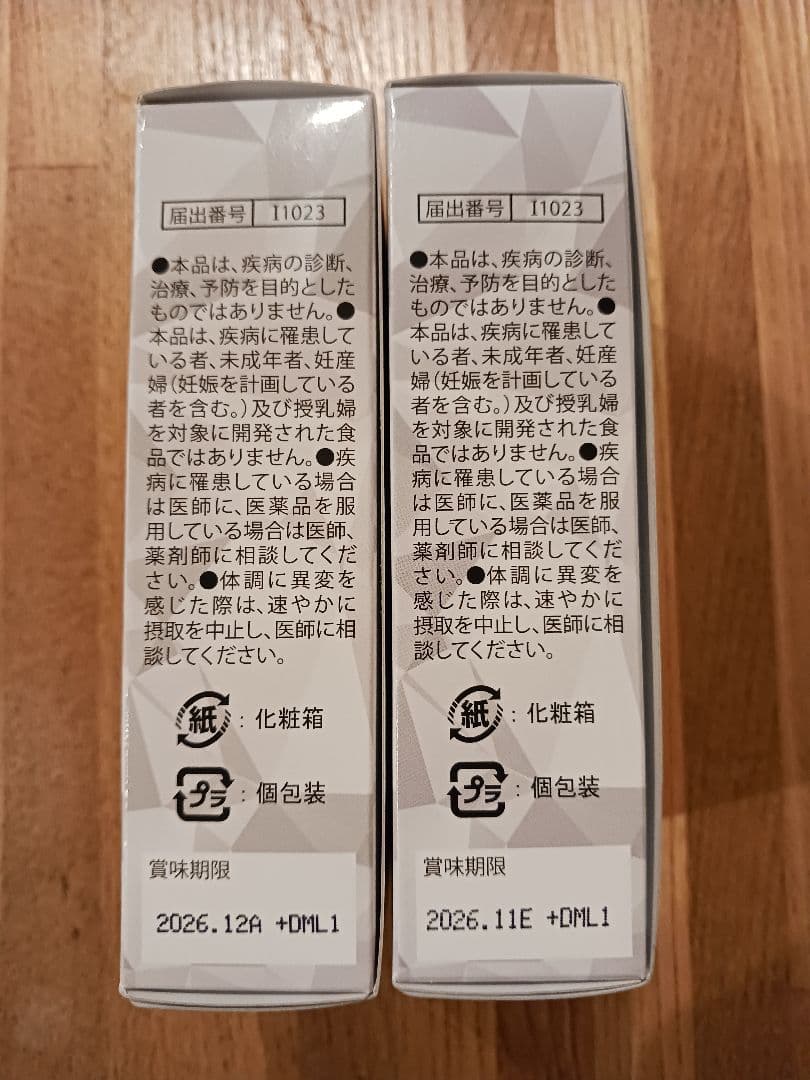 届出番号 I1023
●本品は、疾病の診断、
治療、予防を目的とした
ものではありません。●
本品は、疾病に罹患して
いる者、未成年者、妊産
婦(妊娠を計画している
者を含む。)及び授乳婦
を対象に開発された食
品ではありません。●疾
病に罹患している場合
は医師に、医薬品を服
用している場合は医師、
薬剤師に相談してくだ
さい。●体調に異変を
感じた際は、速やかに
摂取を中止し、医師に相
談してください。
紙 : 化粧箱
プラ : 個包装
賞味期限
2026.12A +DML1
届出番号 I1023
●本品は、疾病の診断、
治療、予防を目的とした
ものではありません。●
本品は、疾病に罹患して
いる者、未成年者、妊産
婦(妊娠を計画している
者を含む。)及び授乳婦
を対象に開発された食
品ではありません。●疾
病に罹患している場合
は医師に、医薬品を服
用している場合は医師、
薬剤師に相談してくだ
さい。●体調に異変を
感じた際は、速やかに
摂取を中止し、医師に相
談してください。
紙 : 化粧箱
プラ : 個包装
賞味期限
2026.11E +DML1